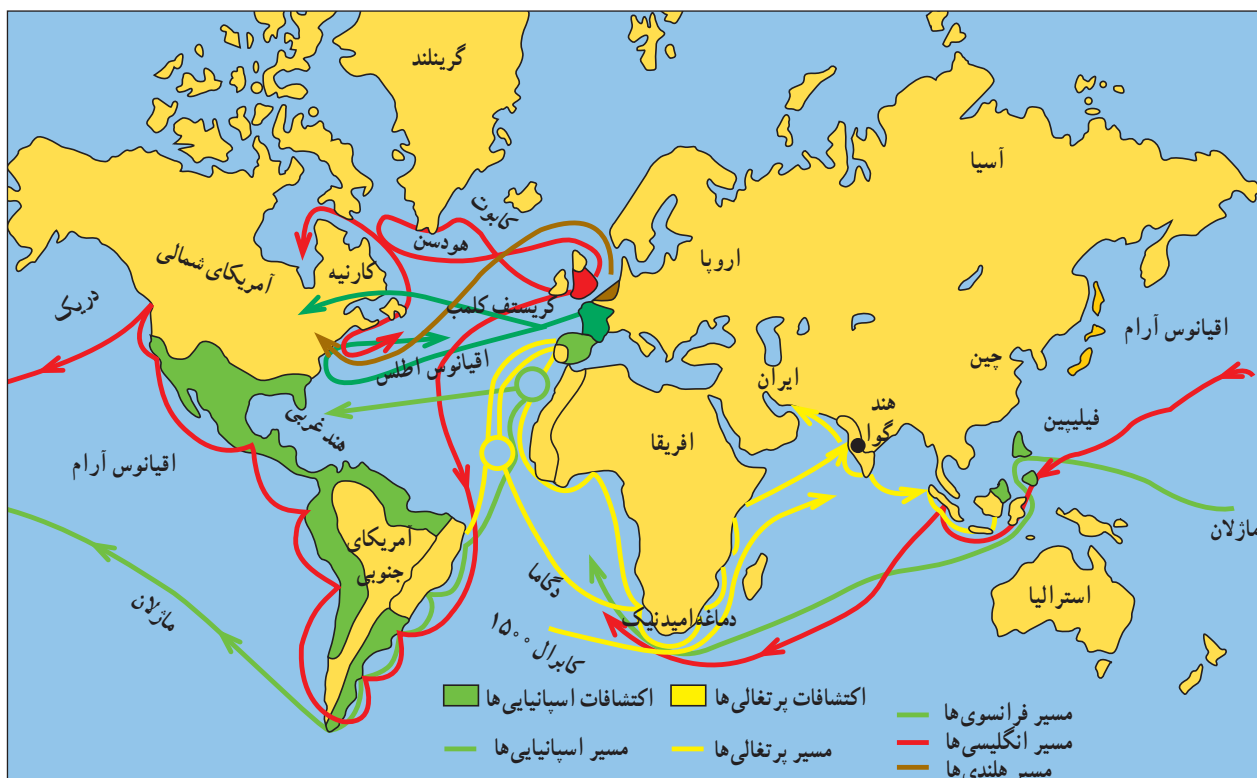 گرینلند
آسیا
کابوت
هودسن
اروپا
کارتیه
آمریکای شمالی
دریک
کریستف کلمب
اقیانوس آرام
چین
اقیانوس اطلس
ایران
هند
گوا
فیلیپین
هند غربی
افریقا
اقیانوس آرام
ماژلان
آمریکای
جنوبی
دگاما
استرالیا
ماژلان
دماغه امیدنیک
کابرال ۱۵۰۰
اکتشافات پرتغالی‌ها
اکتشافات اسپانیایی‌ها
مسیر فرانسوی‌ها
مسیر انگلیسی‌ها
مسیر هلندی‌ها
مسیر پرتغالی‌ها
مسیر اسپانیایی‌ها